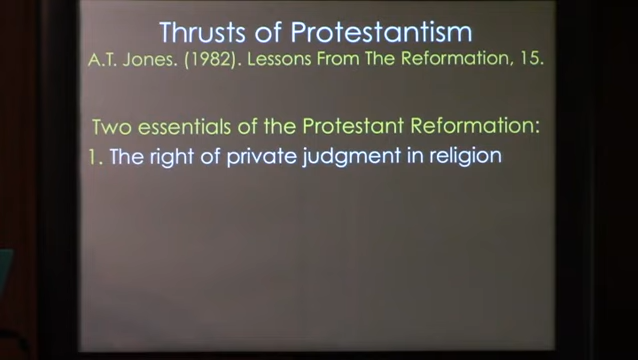 Thrusts of Protestantism
A.T. Jones. (1982). Lessons From The Reformation, 15.
Two essentials of the Protestant Reformation:
1. The right of private judgment in religion